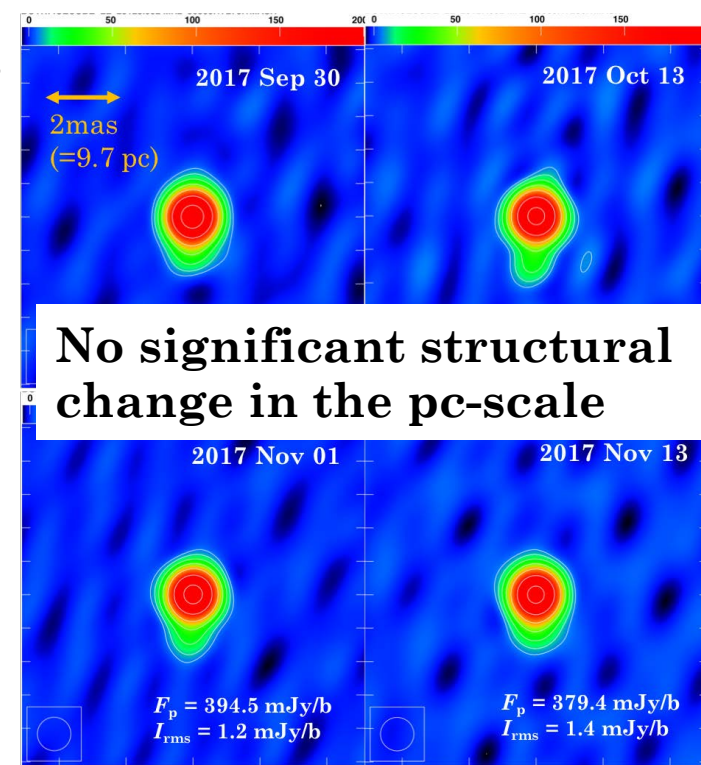 0 50 100 150 200
0 50 100 150
2017 Sep 30
2017 Oct 13
2mas
(=9.7 pc)
No significant structural
change in the pc-scale
0
2017 Nov 01
2017 Nov 13
Fp = 394.5 mJy/b
Irms = 1.2 mJy/b
Fp = 379.4 mJy/b
Irms = 1.4 mJy/b